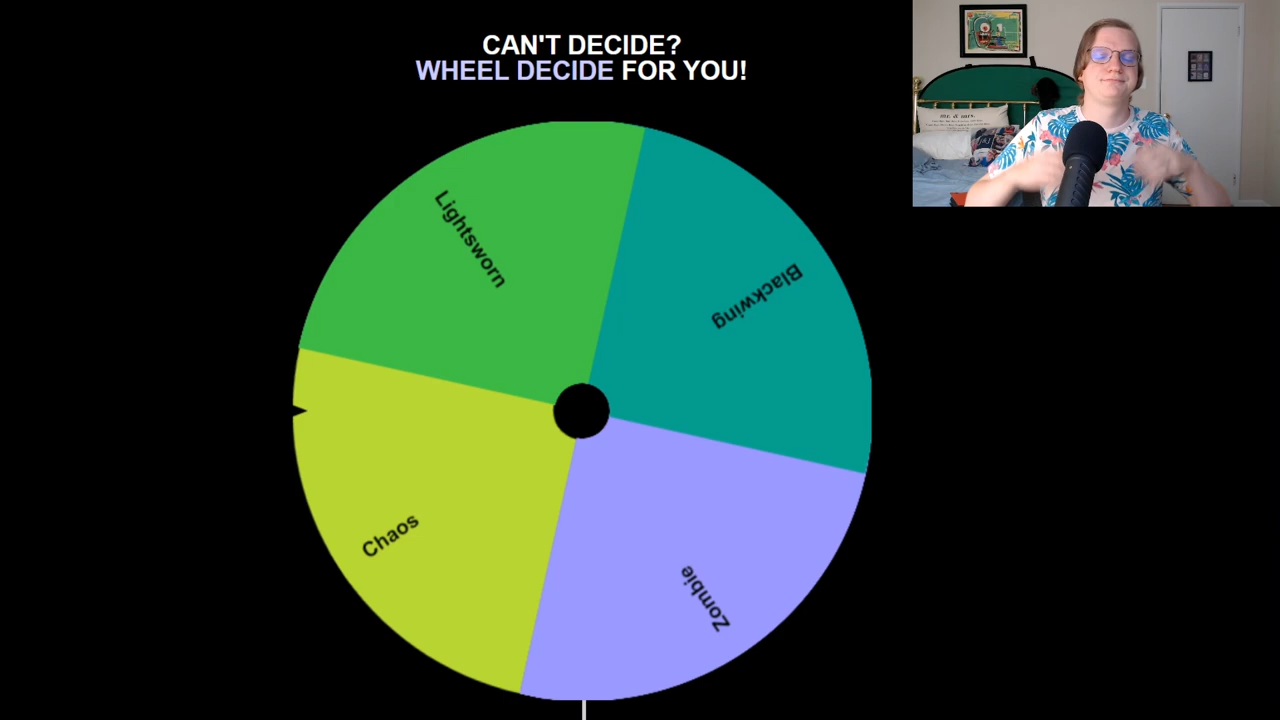 CAN'T DECIDE?
WHEEL DECIDE FOR YOU!
Lightsworn
Blackwing
Chaos
Zombie